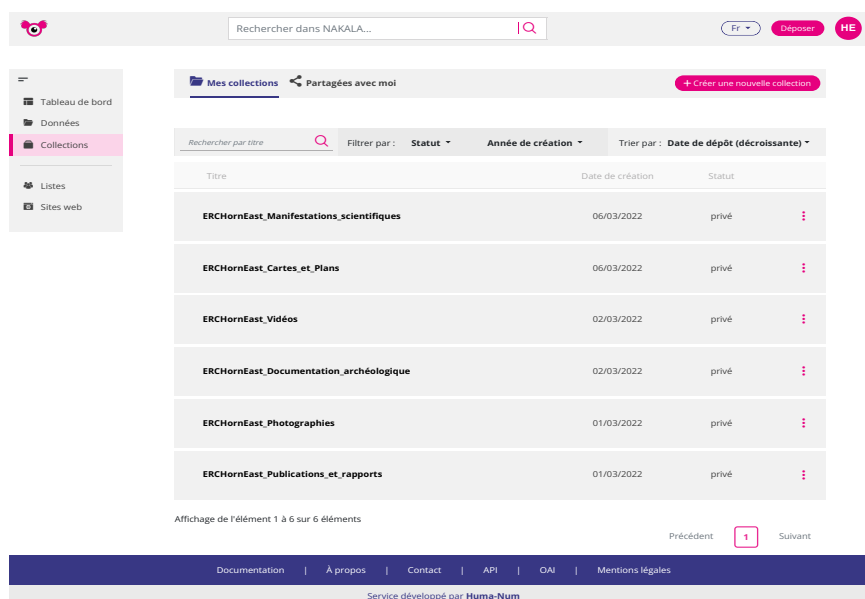 Rechercher dans NAKALA...
Fr
Déposer
HE
Tableau de bord
Données
Collections
Listes
Sites web
Mes collections
Partagées avec moi
+ Créer une nouvelle collection
Rechercher par titre
Filtrer par : Statut Année de création
Trier par : Date de dépôt (décroissante)
Titre Date de création Statut
ERCHornEast_Manifestations_scientifiques 06/03/2022 privé
ERCHornEast_Cartes_et_Plans 06/03/2022 privé
ERCHornEast_Vidéos 02/03/2022 privé
ERCHornEast_Documentation_archéologique 02/03/2022 privé
ERCHornEast_Photographies 01/03/2022 privé
ERCHornEast_Publications_et_rapports 01/03/2022 privé
Affichage de l'élément 1 à 6 sur 6 éléments
Précédent 1 Suivant
Documentation | À propos | Contact | API | OAI | Mentions légales
Service développé par Huma-Num